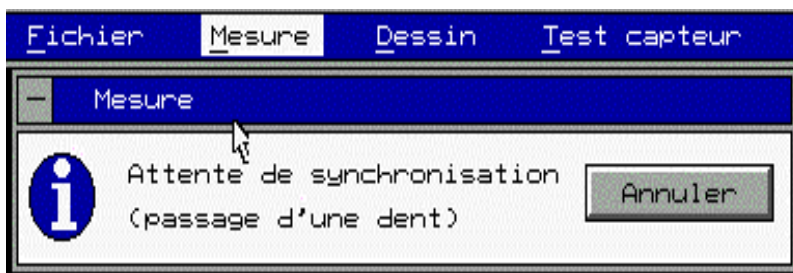 Fichier Mesure Dessin Test capteur
Mesure
Attente de synchronisation
(passage d'une dent)
Annuler